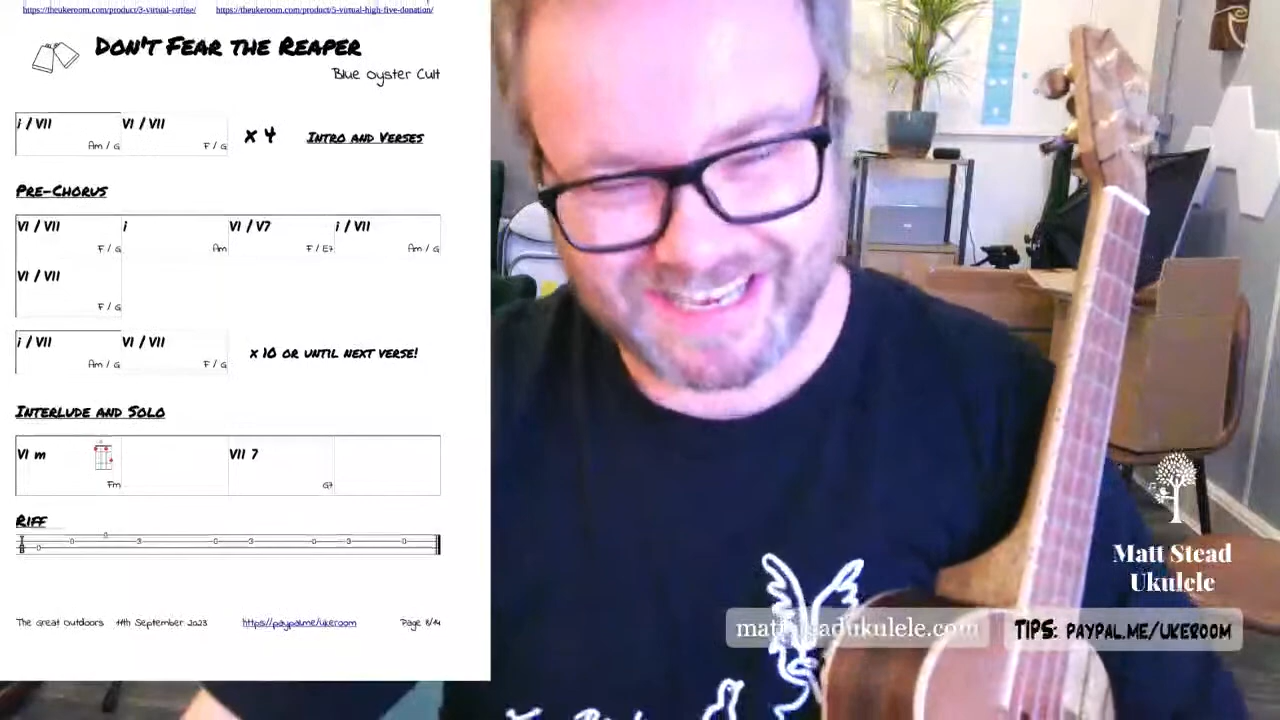 https://theukeroom.com/product/3-virtual-curtise/ https://theukeroom.com/product/5-virtual-high-five-donation/
Don't Fear the Reaper
Blue Oyster Cult
i / VII VI / VII
Am / G F / G
x 4 Intro and Verses
Pre-Chorus
VI / VII i VI / V7 i / VII
F / G Am F / E7 Am / G
VI / VII
F / G
i / VII VI / VII
Am / G F / G
x 10 or until next verse!
Interlude and Solo
VI m VII 7
Fm G7
Riff
The Great Outdoors 11th September 2023 https://paypal.me/ukeroom Page 8/14
Matt Stead
Ukulele
TIPS: PAYPAL.ME/UKEROOM